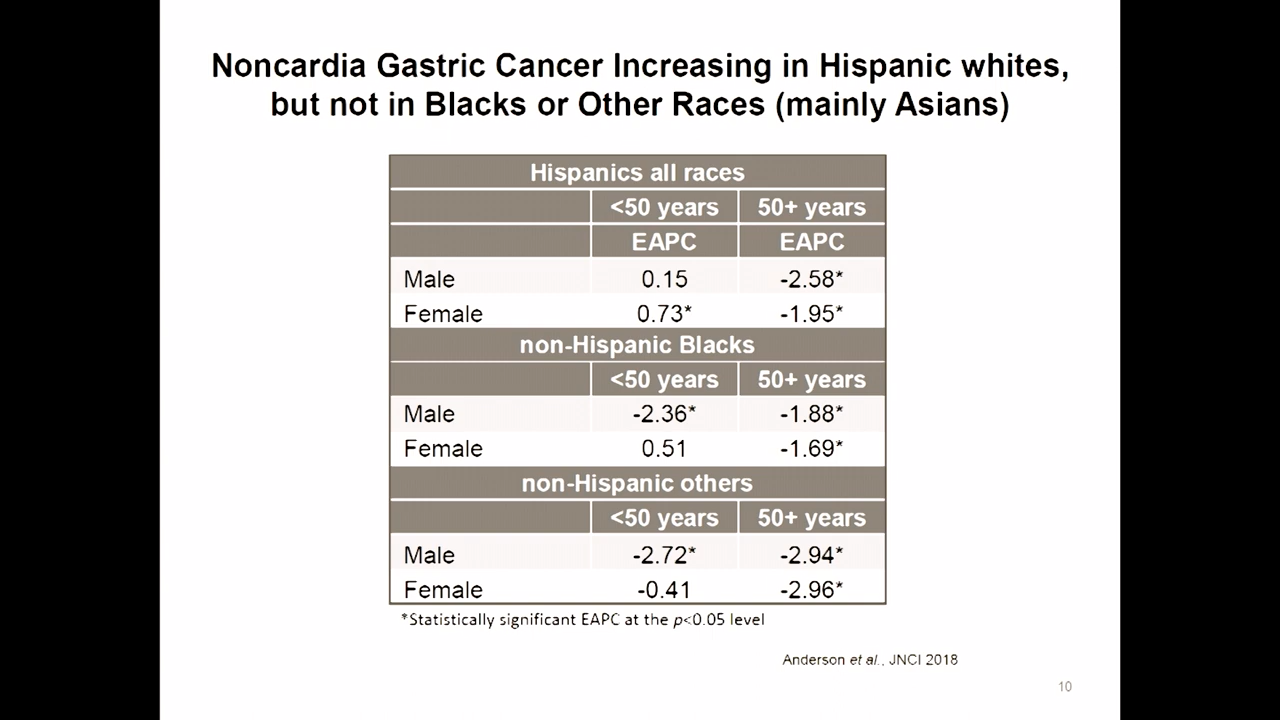 Noncardia Gastric Cancer Increasing in Hispanic whites,
but not in Blacks or Other Races (mainly Asians)
Hispanics all races
<50 years 50+ years
EAPC EAPC
Male 0.15 -2.58*
Female 0.73* -1.95*
non-Hispanic Blacks
<50 years 50+ years
Male -2.36* -1.88*
Female 0.51 -1.69*
non-Hispanic others
<50 years 50+ years
Male -2.72* -2.94*
Female -0.41 -2.96*
*Statistically significant EAPC at the p<0.05 level
Anderson et al., JNCI 2018
10